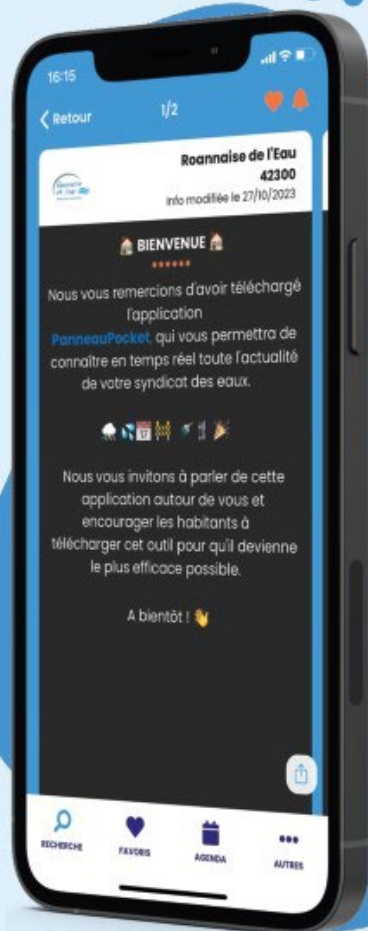 16:15
Retour
1/2
Roannaise de l'Eau
42300
Info modifiée le 27/10/2023
BIENVENUE
Nous vous remercions d'avoir téléchargé
l'application
PanneauPocket qui vous permettra de
connaître en temps réel toute l'actualité
de votre syndicat des eaux.
17
Nous vous invitons à parler de cette
application autour de vous et
encourager les habitants à
télécharger cet outil pour qu'il devienne
le plus efficace possible.
A bientôt !
RECHERCHE
FAVORIS
AGENDA
AUTRES